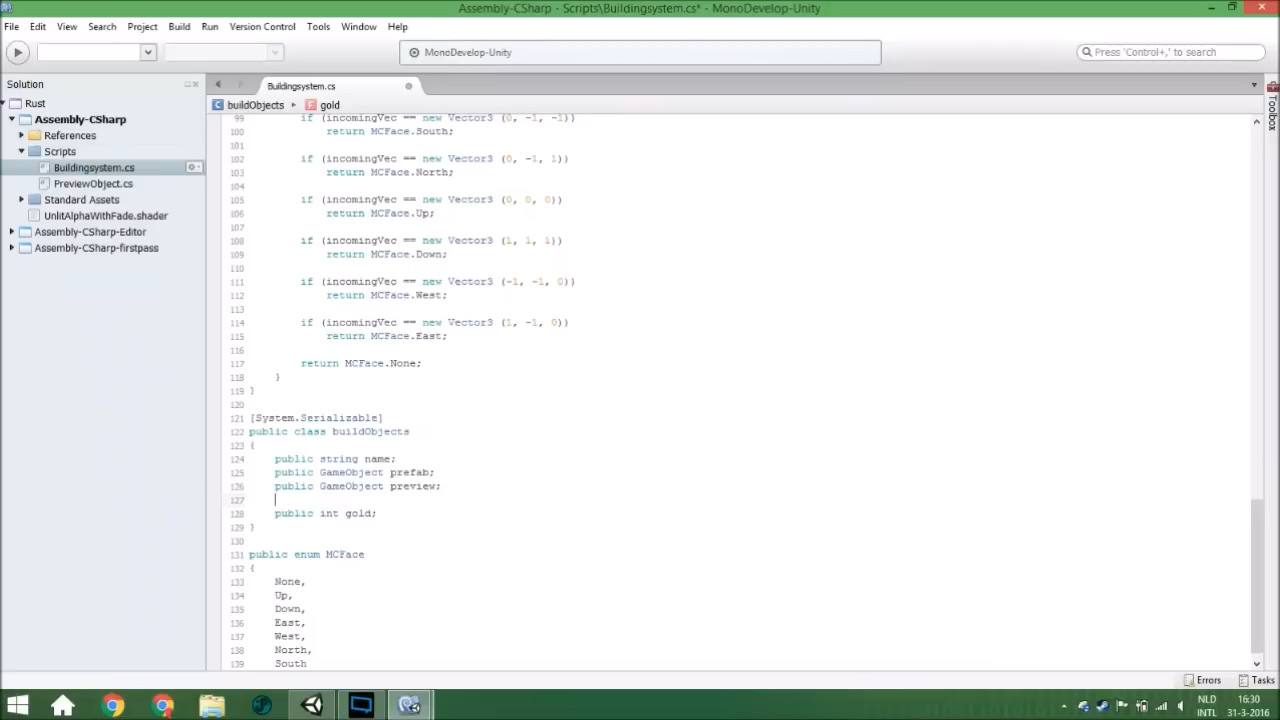 Assembly-CSharp - Scripts\Buildingsystem.cs* - MonoDevelop-Unity
File Edit View Search Project Build Run Version Control Tools Window Help
MonoDevelop-Unity
Press 'Control+,' to search
Solution
Rust
Assembly-CSharp
References
Scripts
Buildingsystem.cs
PreviewObject.cs
Standard Assets
UnlitAlphaWithFade.shader
Assembly-CSharp-Editor
Assembly-CSharp-firstpass
Buildingsystem.cs
C buildObjects F gold
99 if (incomingVec == new Vector3 (0, -1, -1))
100 return MCFace.South;
101
102 if (incomingVec == new Vector3 (0, -1, 1))
103 return MCFace.North;
104
105 if (incomingVec == new Vector3 (0, 0, 0))
106 return MCFace.Up;
107
108 if (incomingVec == new Vector3 (1, 1, 1))
109 return MCFace.Down;
110
111 if (incomingVec == new Vector3 (-1, -1, 0))
112 return MCFace.West;
113
114 if (incomingVec == new Vector3 (1, -1, 0))
115 return MCFace.East;
116
117 return MCFace.None;
118 }
119 }
120
121 [System.Serializable]
122 public class buildObjects
123 {
124 public string name;
125 public GameObject prefab;
126 public GameObject preview;
127
128 public int gold;
129 }
130
131 public enum MCFace
132 {
133 None,
134 Up,
135 Down,
136 East,
137 West,
138 North,
139 South
Toolbox
Errors Tasks
NLD
INTL
16:30
31-3-2016